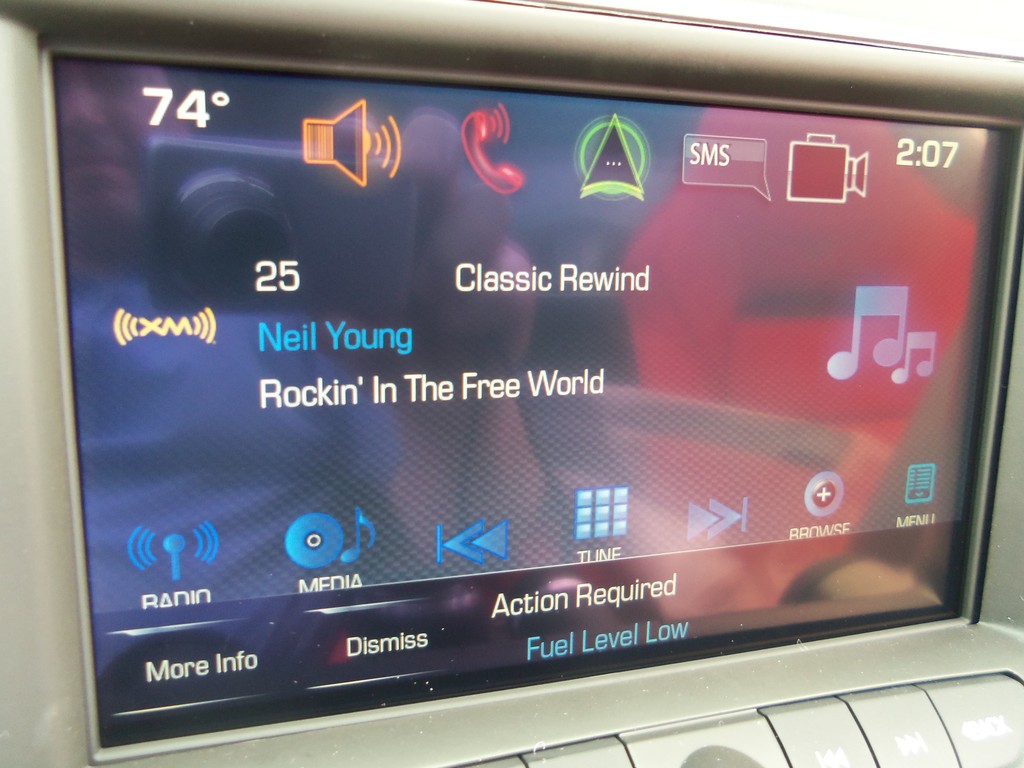 74°
SMS
2:07
25
Classic Rewind
XM
Neil Young
Rockin' In The Free World
RADIO
MEDIA
TUNE
BROWSE
MENU
Action Required
Fuel Level Low
More Info
Dismiss
BACK